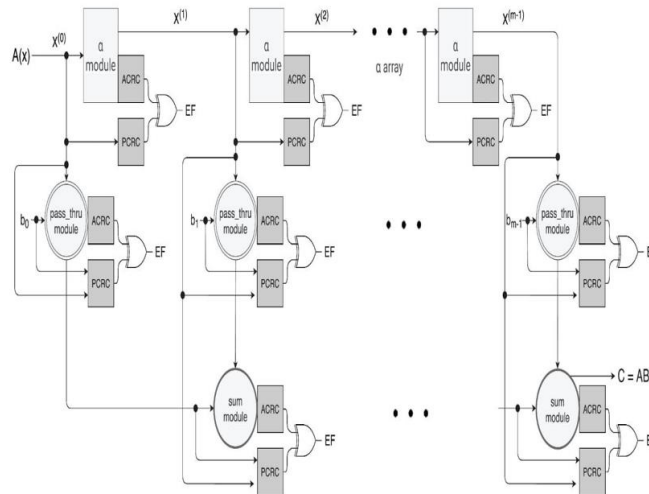 X(0) X(1) X(2) X(m-1)
A(x)
α module ACRC PCRC EF
α module ACRC PCRC EF
α array
α module ACRC PCRC EF
b0 pass_thru module ACRC PCRC EF
b1 pass_thru module ACRC PCRC EF
bm-1 pass_thru module ACRC PCRC
sum module ACRC PCRC EF
C = AB
sum module ACRC PCRC